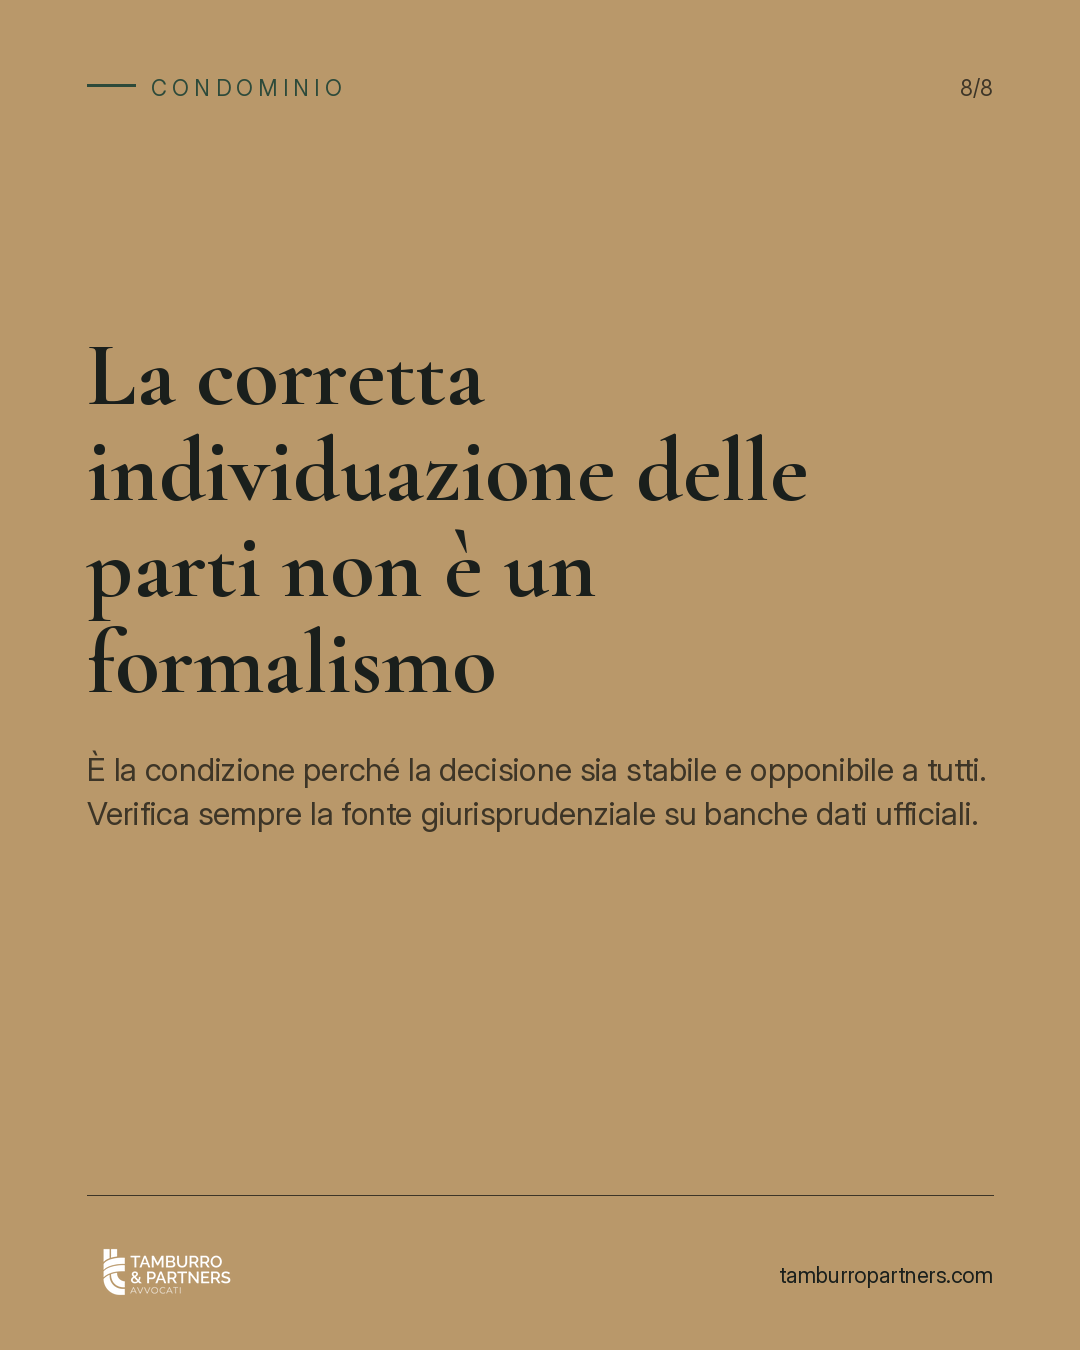 CONDOMINIO
8/8
La corretta
individuazione delle
parti non è un
formalismo
È la condizione perché la decisione sia stabile e opponibile a tutti.
Verifica sempre la fonte giurisprudenziale su banche dati ufficiali.
TAMBURRO
& PARTNERS
AVVOCATI
tamburropartners.com